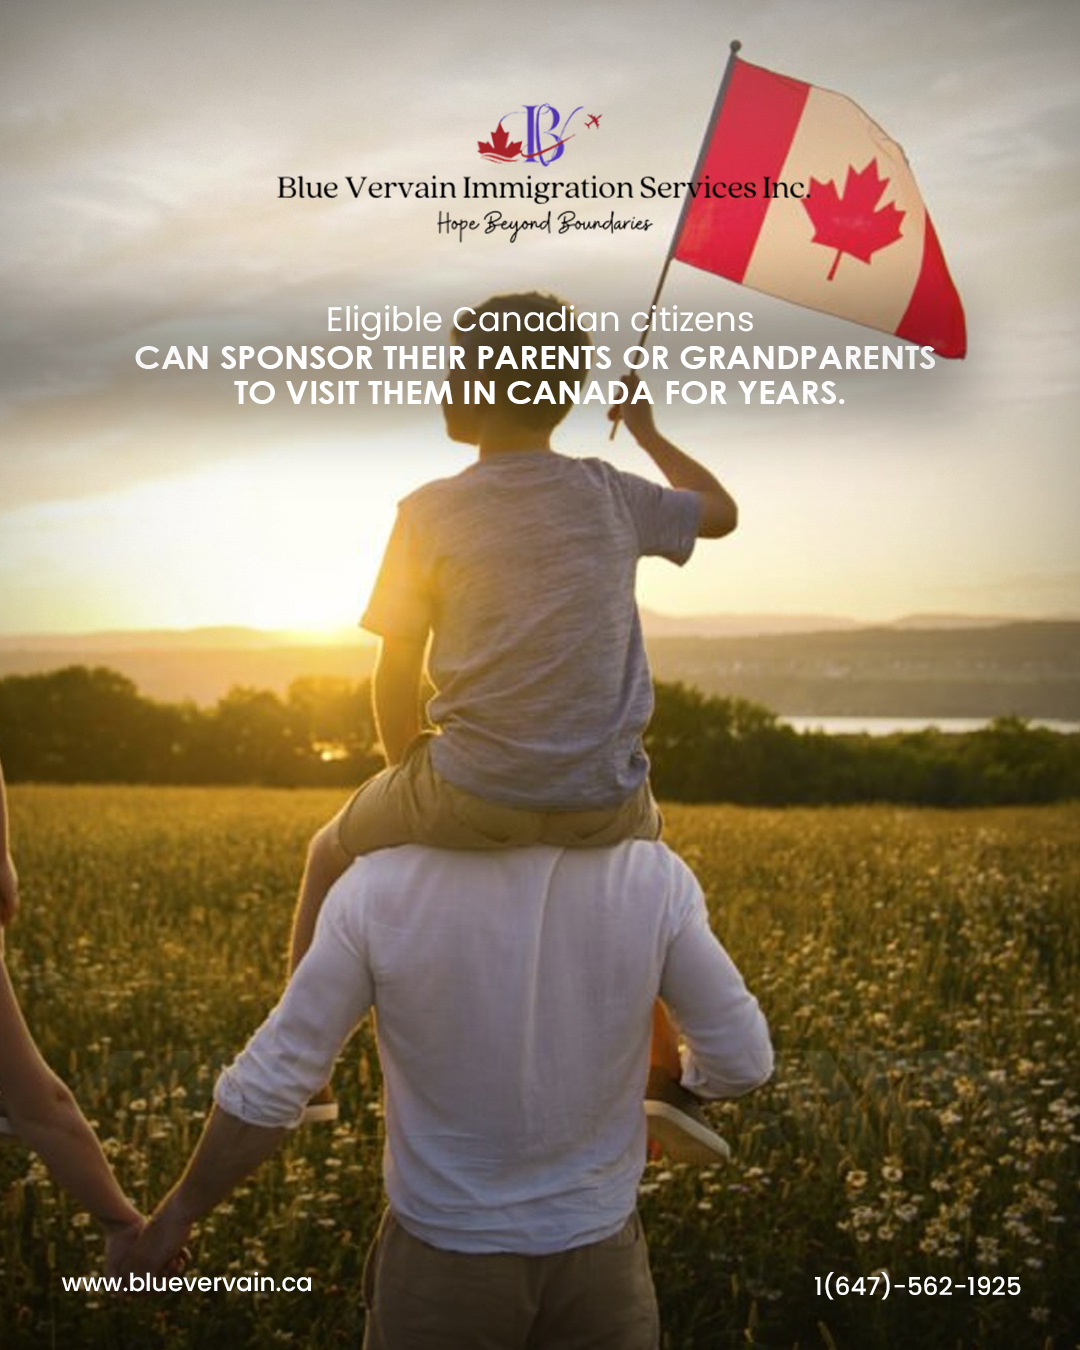 BV
Blue Vervain Immigration Services Inc.
Hope Beyond Boundaries
Eligible Canadian citizens
CAN SPONSOR THEIR PARENTS OR GRANDPARENTS
TO VISIT THEM IN CANADA FOR YEARS.
www.bluevervain.ca
1(647)-562-1925